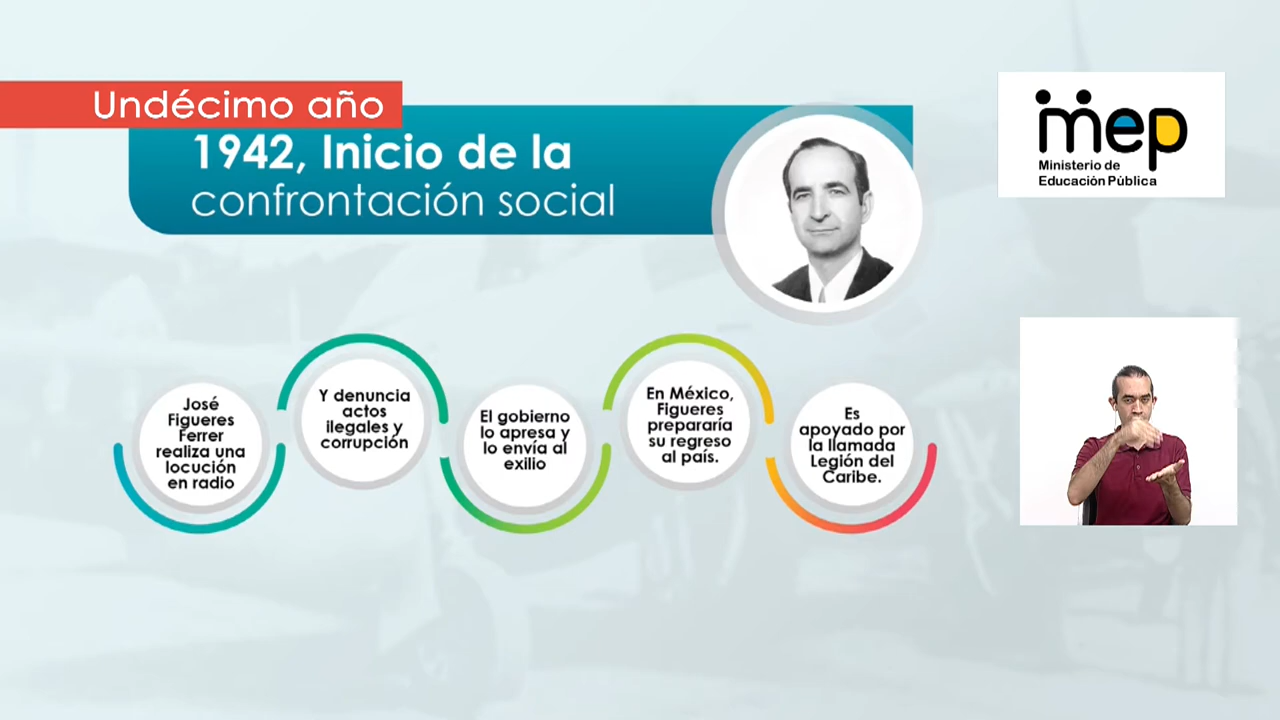 Undécimo año
1942, Inicio de la
confrontación social
mep
Ministerio de
Educación Pública
José
Figueres
Ferrer
realiza una
locución
en radio
Y denuncia
actos
ilegales y
corrupción
El gobierno
lo apresa y
lo envía al
exilio
En México,
Figueres
prepararía
su regreso
al país.
Es
apoyado por
la llamada
Legión del
Caribe.